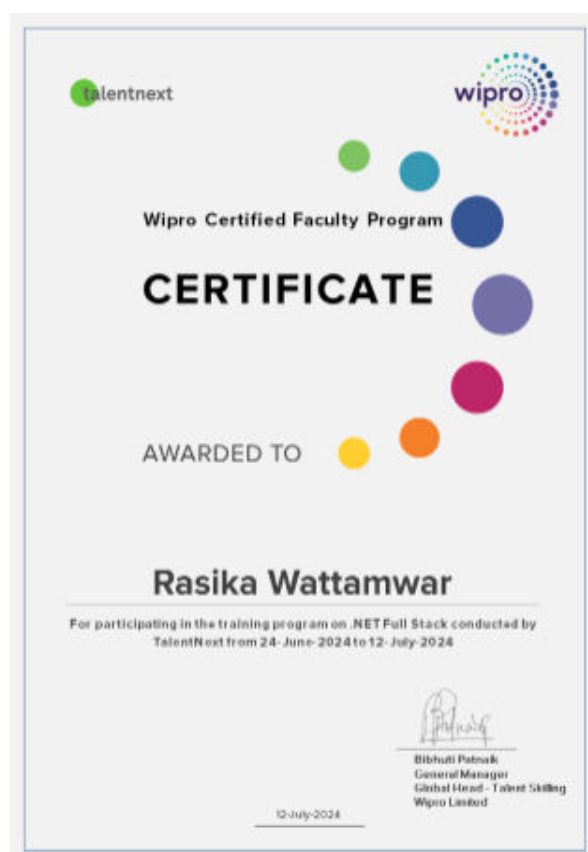 talentnext
wipro
Wipro Certified Faculty Program
CERTIFICATE
AWARDED TO
Rasika Wattamwar
For participating in the training program on .NET Full Stack conducted by
TalentNext from 24-June-2024 to 12-July-2024
Bibhuti Patnaik
General Manager
Global Head - Talent Skilling
Wipro Limited
12-July-2024